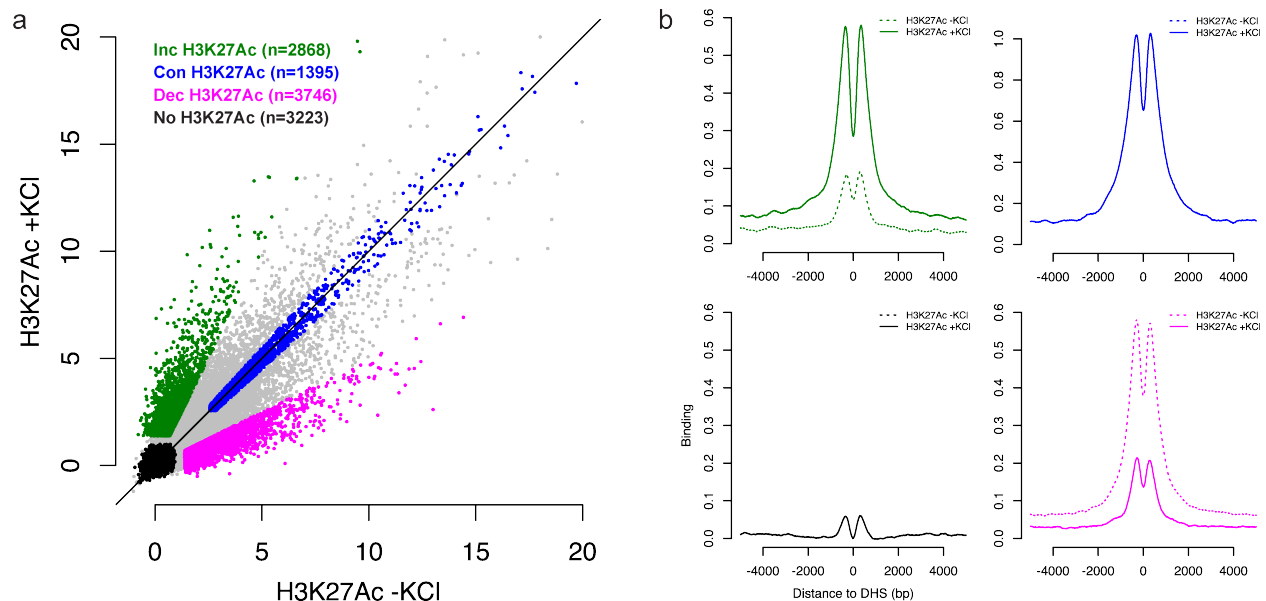 a
Inc H3K27Ac (n=2868)
Con H3K27Ac (n=1395)
Dec H3K27Ac (n=3746)
No H3K27Ac (n=3223)
H3K27Ac +KCl
20
15
10
5
0
0 5 10 15 20
H3K27Ac -KCl
b
H3K27Ac -KCl
H3K27Ac +KCl
0.6
0.5
0.4
0.3
0.2
0.1
0.0
-4000 -2000 0 2000 4000
H3K27Ac -KCl
H3K27Ac +KCl
1.0
0.8
0.6
0.4
0.2
0.0
-4000 -2000 0 2000 4000
H3K27Ac -KCl
H3K27Ac +KCl
Binding
0.6
0.5
0.4
0.3
0.2
0.1
0.0
-4000 -2000 0 2000 4000
Distance to DHS (bp)
H3K27Ac -KCl
H3K27Ac +KCl
0.6
0.5
0.4
0.3
0.2
0.1
0.0
-4000 -2000 0 2000 4000